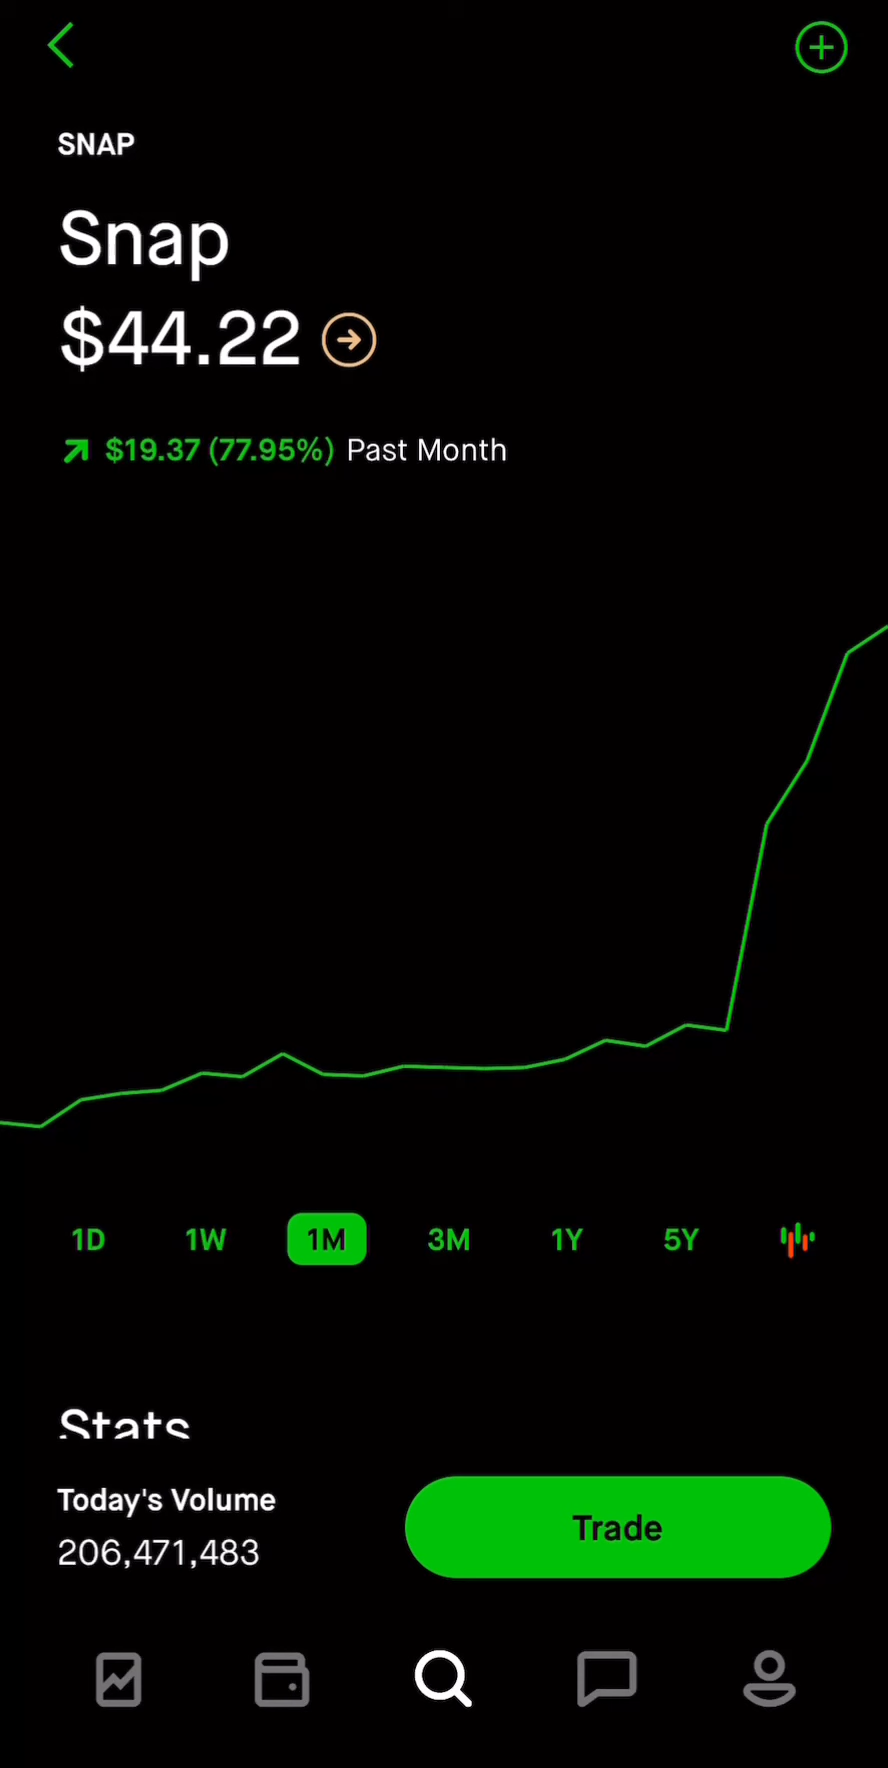 SNAP
Snap
$44.22
$19.37 (77.95%) Past Month
1D 1W 1M 3M 1Y 5Y
Stats
Today's Volume
206,471,483
Trade